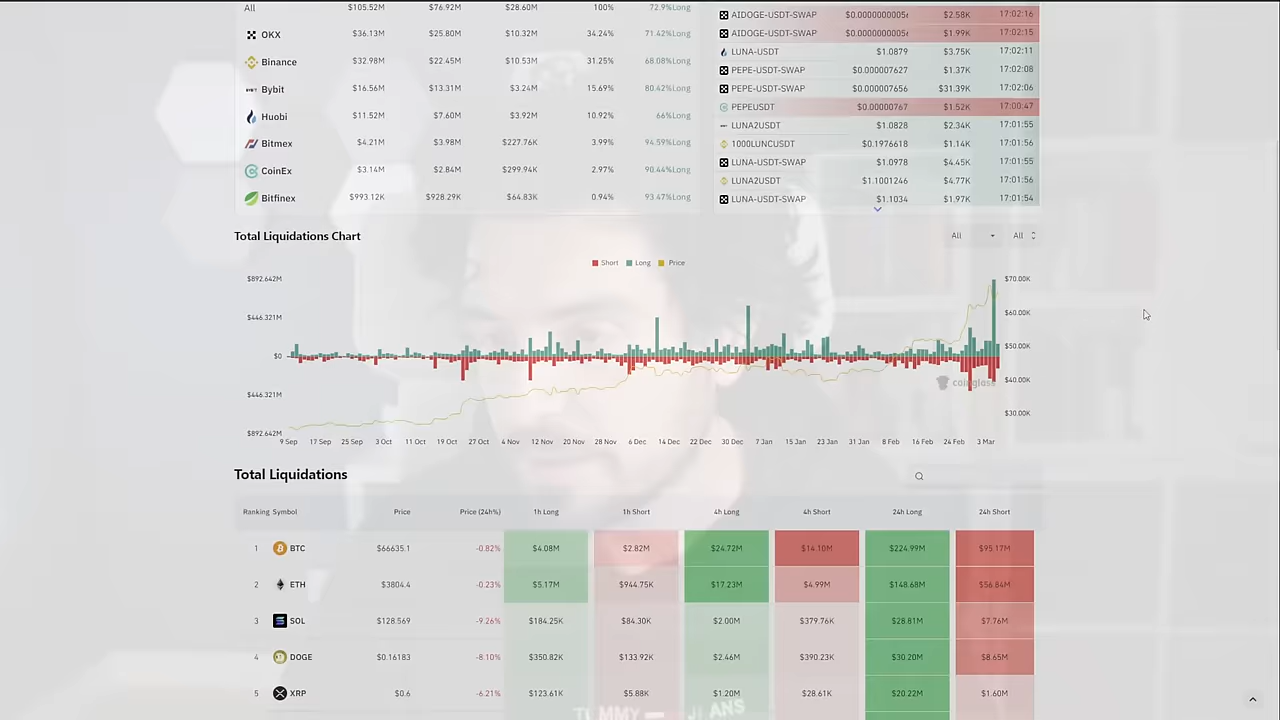 All $105.52M $76.92M $28.60M 100% 72.9%Long
OKX $36.13M $25.80M $10.32M 34.24% 71.42%Long
Binance $32.98M $22.45M $10.53M 31.25% 68.08%Long
Bybit $16.56M $13.31M $3.24M 15.69% 80.42%Long
Huobi $11.52M $7.60M $3.92M 10.92% 66%Long
Bitmex $4.21M $3.98M $227.76K 3.99% 94.59%Long
CoinEx $3.14M $2.84M $299.94K 2.97% 90.44%Long
Bitfinex $993.12K $928.29K $64.83K 0.94% 93.47%Long
AIDOGE-USDT-SWAP $2.58K 17:02:16
AIDOGE-USDT-SWAP $1.99K 17:02:15
LUNA-USDT $1.0879 $3.75K 17:02:11
PEPE-USDT-SWAP $0.000007627 $1.37K 17:02:08
PEPE-USDT-SWAP $0.000007656 $31.39K 17:02:06
PEPEUSDT $0.00000767 $1.52K 17:00:47
LUNA2USDT $1.0828 $2.34K 17:01:55
1000LUNCUSDT $0.1976618 $1.14K 17:01:56
LUNA-USDT-SWAP $1.0978 $4.45K 17:01:55
LUNA2USDT $1.1001246 $4.77K 17:01:56
LUNA-USDT-SWAP $1.1034 $1.97K 17:01:54
Total Liquidations Chart
All All
Short Long Price
$892.642M $70.00K
$446.321M $60.00K
$0 $50.00K
$446.321M $40.00K
$892.642M $30.00K
coinglass
9 Sep 17 Sep 25 Sep 3 Oct 11 Oct 19 Oct 27 Oct 4 Nov 12 Nov 20 Nov 28 Nov 6 Dec 14 Dec 22 Dec 30 Dec 7 Jan 15 Jan 23 Jan 31 Jan 8 Feb 16 Feb 24 Feb 3 Mar
Total Liquidations
Ranking Symbol Price Price (24h%) 1h Long 1h Short 4h Long 4h Short 24h Long 24h Short
1 BTC $66635.1 -0.82% $4.08M $2.82M $24.72M $14.10M $224.99M $95.17M
2 ETH $3804.4 -0.23% $5.17M $944.75K $17.23M $4.99M $148.68M $56.84M
3 SOL $128.569 -9.26% $184.25K $84.30K $2.00M $379.76K $28.81M $7.76M
4 DOGE $0.16183 -8.10% $350.82K $133.92K $2.46M $390.23K $30.20M $8.65M
5 XRP $0.6 -6.21% $123.61K $5.88K $1.20M $28.61K $20.22M $1.60M
JEANS